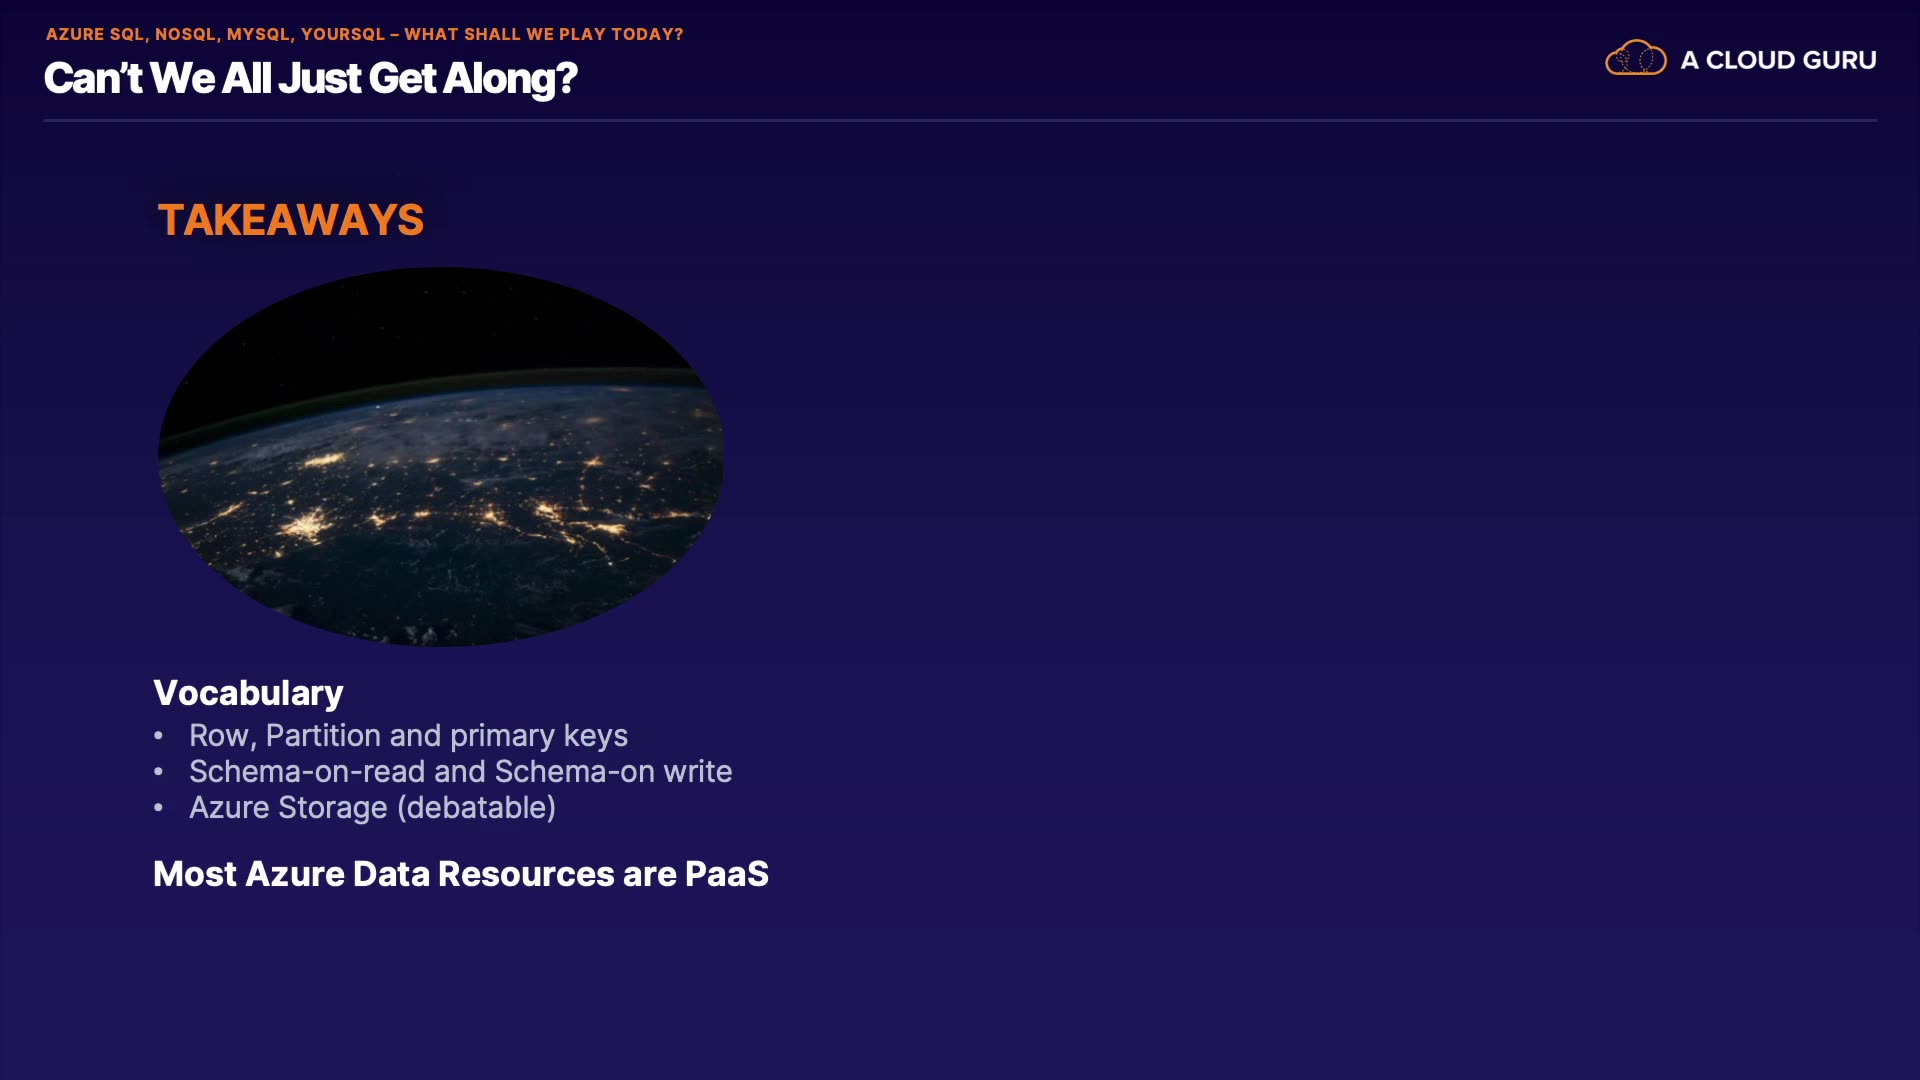 AZURE SQL, NOSQL, MYSQL, YOURSQL – WHAT SHALL WE PLAY TODAY?
Can’t We All Just Get Along?
A CLOUD GURU
TAKEAWAYS
Vocabulary
• Row, Partition and primary keys
• Schema-on-read and Schema-on write
• Azure Storage (debatable)
Most Azure Data Resources are PaaS